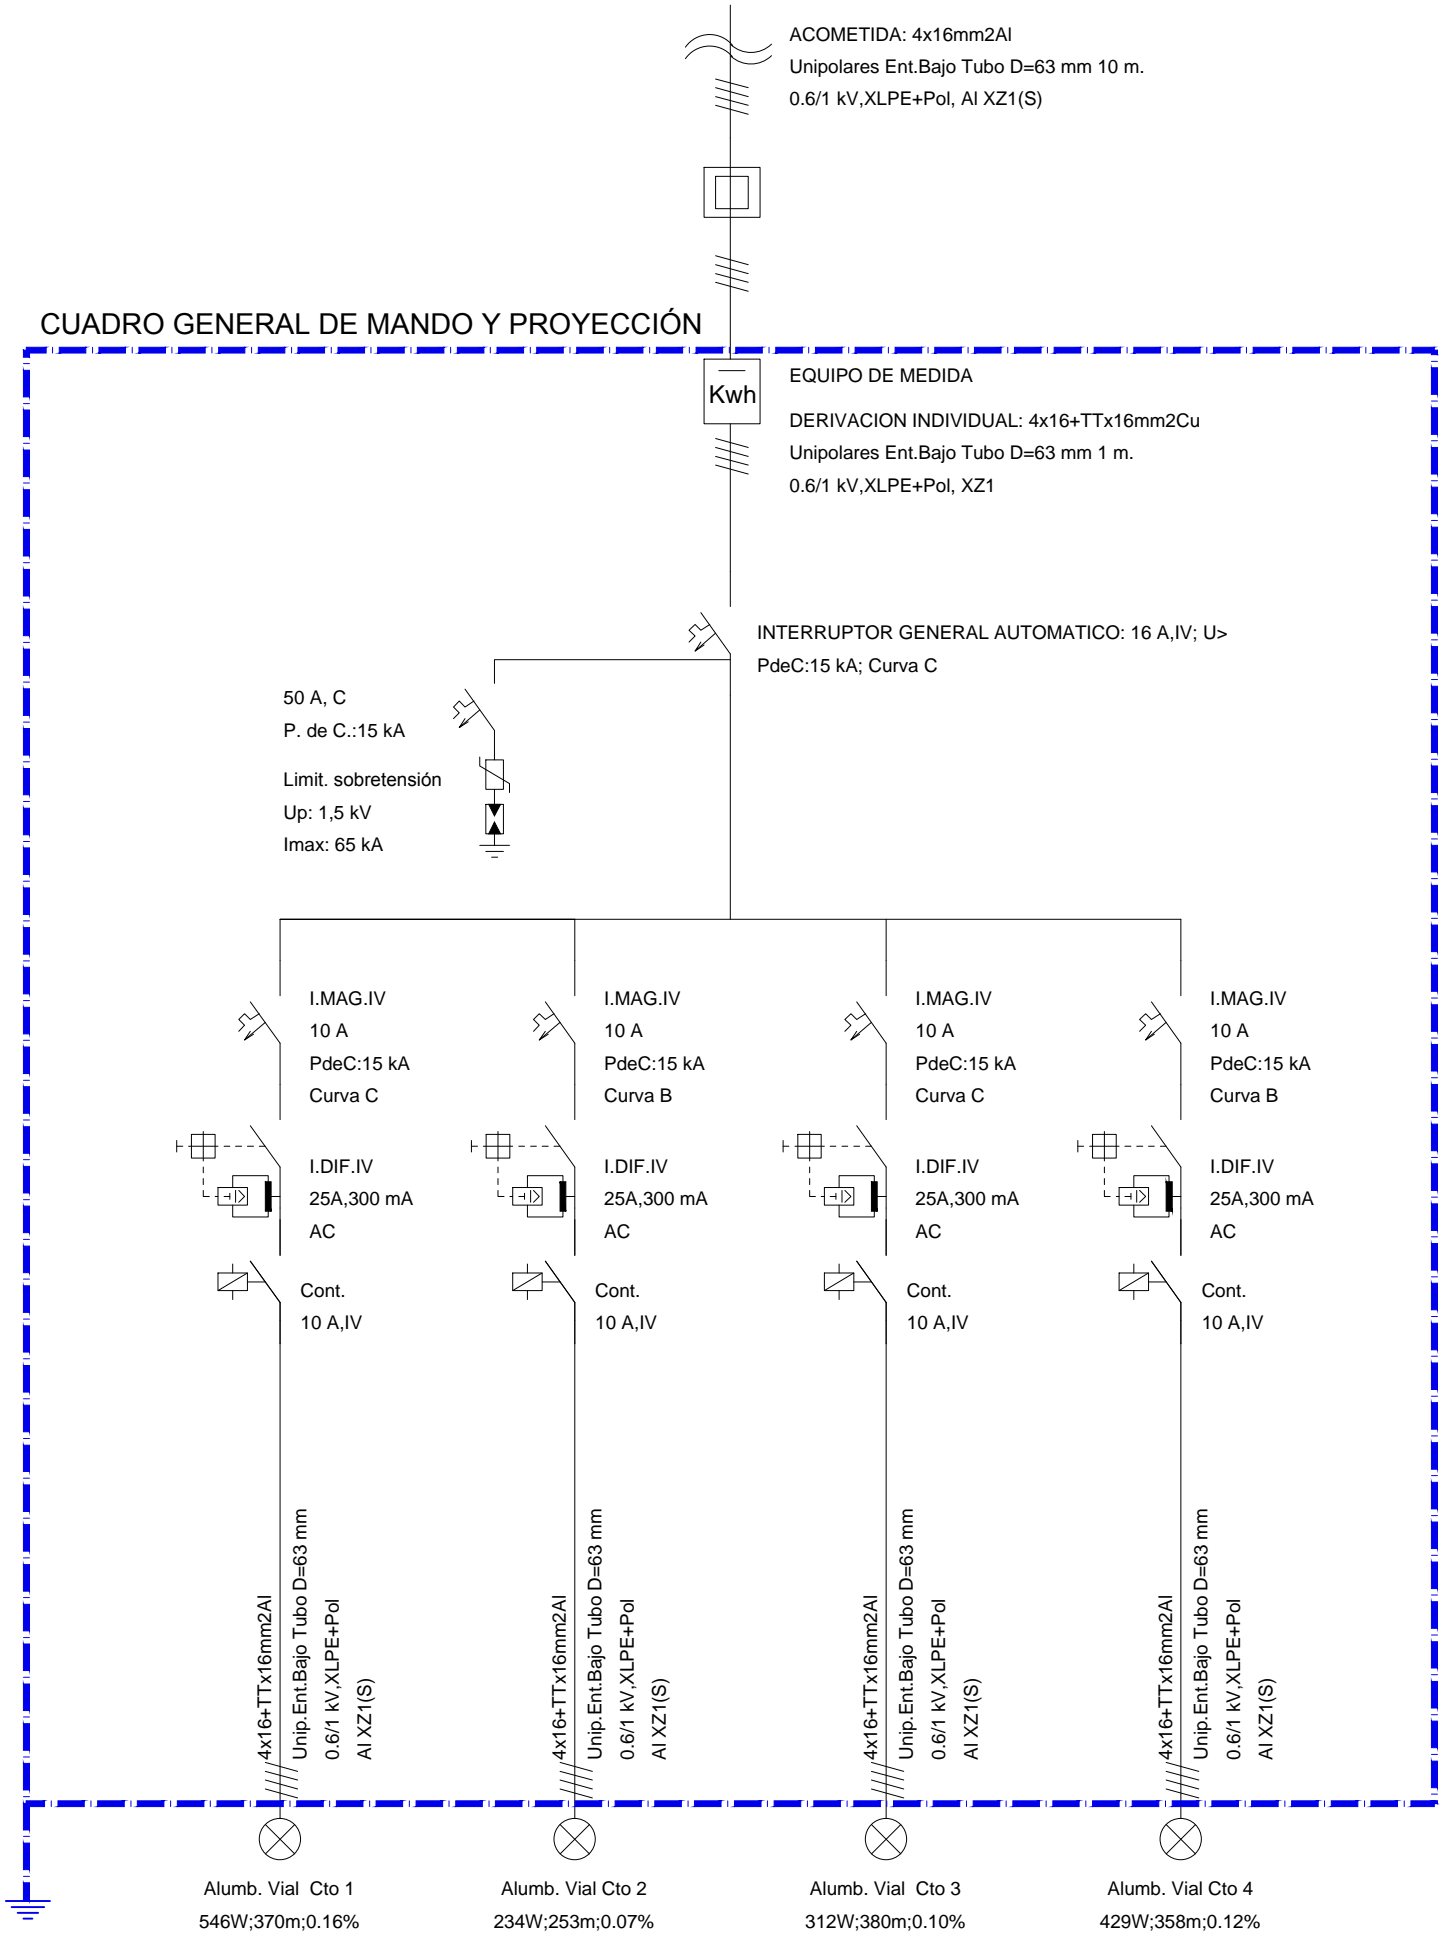 ACOMETIDA: 4x16mm2Al
Unipolares Ent.Bajo Tubo D=63 mm 10 m.
0.6/1 kV,XLPE+Pol, Al XZ1(S)
CUADRO GENERAL DE MANDO Y PROYECCIÓN
Kwh
EQUIPO DE MEDIDA
DERIVACION INDIVIDUAL: 4x16+TTx16mm2Cu
Unipolares Ent.Bajo Tubo D=63 mm 1 m.
0.6/1 kV,XLPE+Pol, XZ1
INTERRUPTOR GENERAL AUTOMATICO: 16 A,IV; U>
PdeC:15 kA; Curva C
50 A, C
P. de C.:15 kA
Limit. sobretensión
Up: 1,5 kV
Imax: 65 kA
I.MAG.IV
10 A
PdeC:15 kA
Curva C
I.DIF.IV
25A,300 mA
AC
Cont.
10 A,IV
4x16+TTx16mm2Al
Unip.Ent.Bajo Tubo D=63 mm
0.6/1 kV,XLPE+Pol
Al XZ1(S)
Alumb. Vial Cto 1
546W;370m;0.16%
I.MAG.IV
10 A
PdeC:15 kA
Curva B
I.DIF.IV
25A,300 mA
AC
Cont.
10 A,IV
4x16+TTx16mm2Al
Unip.Ent.Bajo Tubo D=63 mm
0.6/1 kV,XLPE+Pol
Al XZ1(S)
Alumb. Vial Cto 2
234W;253m;0.07%
I.MAG.IV
10 A
PdeC:15 kA
Curva C
I.DIF.IV
25A,300 mA
AC
Cont.
10 A,IV
4x16+TTx16mm2Al
Unip.Ent.Bajo Tubo D=63 mm
0.6/1 kV,XLPE+Pol
Al XZ1(S)
Alumb. Vial Cto 3
312W;380m;0.10%
I.MAG.IV
10 A
PdeC:15 kA
Curva B
I.DIF.IV
25A,300 mA
AC
Cont.
10 A,IV
4x16+TTx16mm2Al
Unip.Ent.Bajo Tubo D=63 mm
0.6/1 kV,XLPE+Pol
Al XZ1(S)
Alumb. Vial Cto 4
429W;358m;0.12%